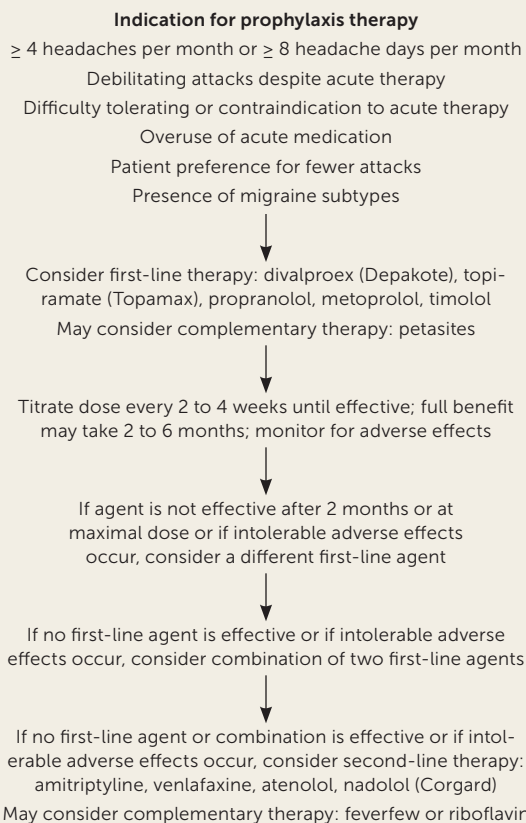 Indication for prophylaxis therapy
≥ 4 headaches per month or ≥ 8 headache days per month
Debilitating attacks despite acute therapy
Difficulty tolerating or contraindication to acute therapy
Overuse of acute medication
Patient preference for fewer attacks
Presence of migraine subtypes
Consider first-line therapy: divalproex (Depakote), topi-
ramate (Topamax), propranolol, metoprolol, timolol
May consider complementary therapy: petasites
Titrate dose every 2 to 4 weeks until effective; full benefit
may take 2 to 6 months; monitor for adverse effects
If agent is not effective after 2 months or at
maximal dose or if intolerable adverse effects
occur, consider a different first-line agent
If no first-line agent is effective or if intolerable adverse
effects occur, consider combination of two first-line agents
If no first-line agent or combination is effective or if intol-
erable adverse effects occur, consider second-line therapy:
amitriptyline, venlafaxine, atenolol, nadolol (Corgard)
May consider complementary therapy: feverfew or riboflavin